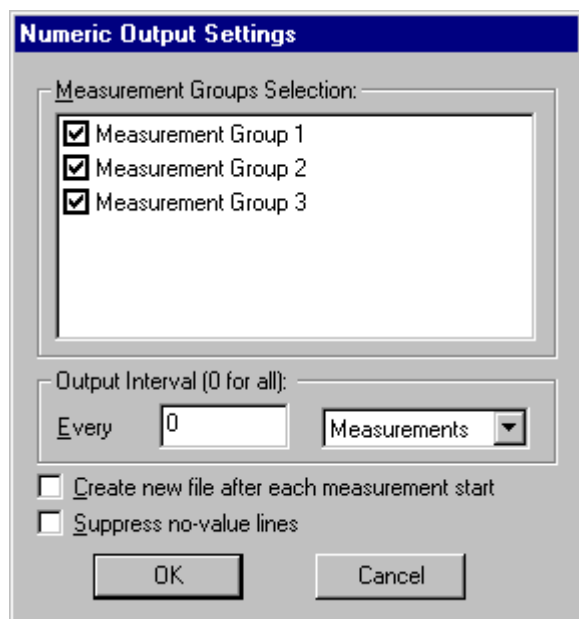 Numeric Output Settings
Measurement Groups Selection:
Measurement Group 1
Measurement Group 2
Measurement Group 3
Output Interval (0 for all):
Every 0 Measurements
Create new file after each measurement start
Suppress no-value lines
OK Cancel